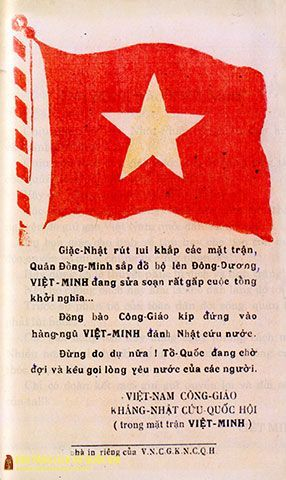 Giặc-Nhật rút lui khắp các mặt trận,
Quân Đồng-Minh sắp đổ bộ lên Đông-Dương,
VIỆT-MINH đang sửa soạn rất gấp cuộc tổng
khởi nghĩa...
Đồng bào Công-Giáo kịp đứng vào
hàng-ngũ VIỆT-MINH đánh Nhật cứu nước.
Đừng do dự nữa ! Tổ-Quốc đang chờ
đợi và kêu gọi lòng yêu nước của các người.
VIỆT-NAM CÔNG-GIÁO
KHÁNG-NHẬT CỨU-QUỐC HỘI
( trong mặt trận VIỆT-MINH )
nhà in riêng của V.N.C.G.K.N.C.Q.H